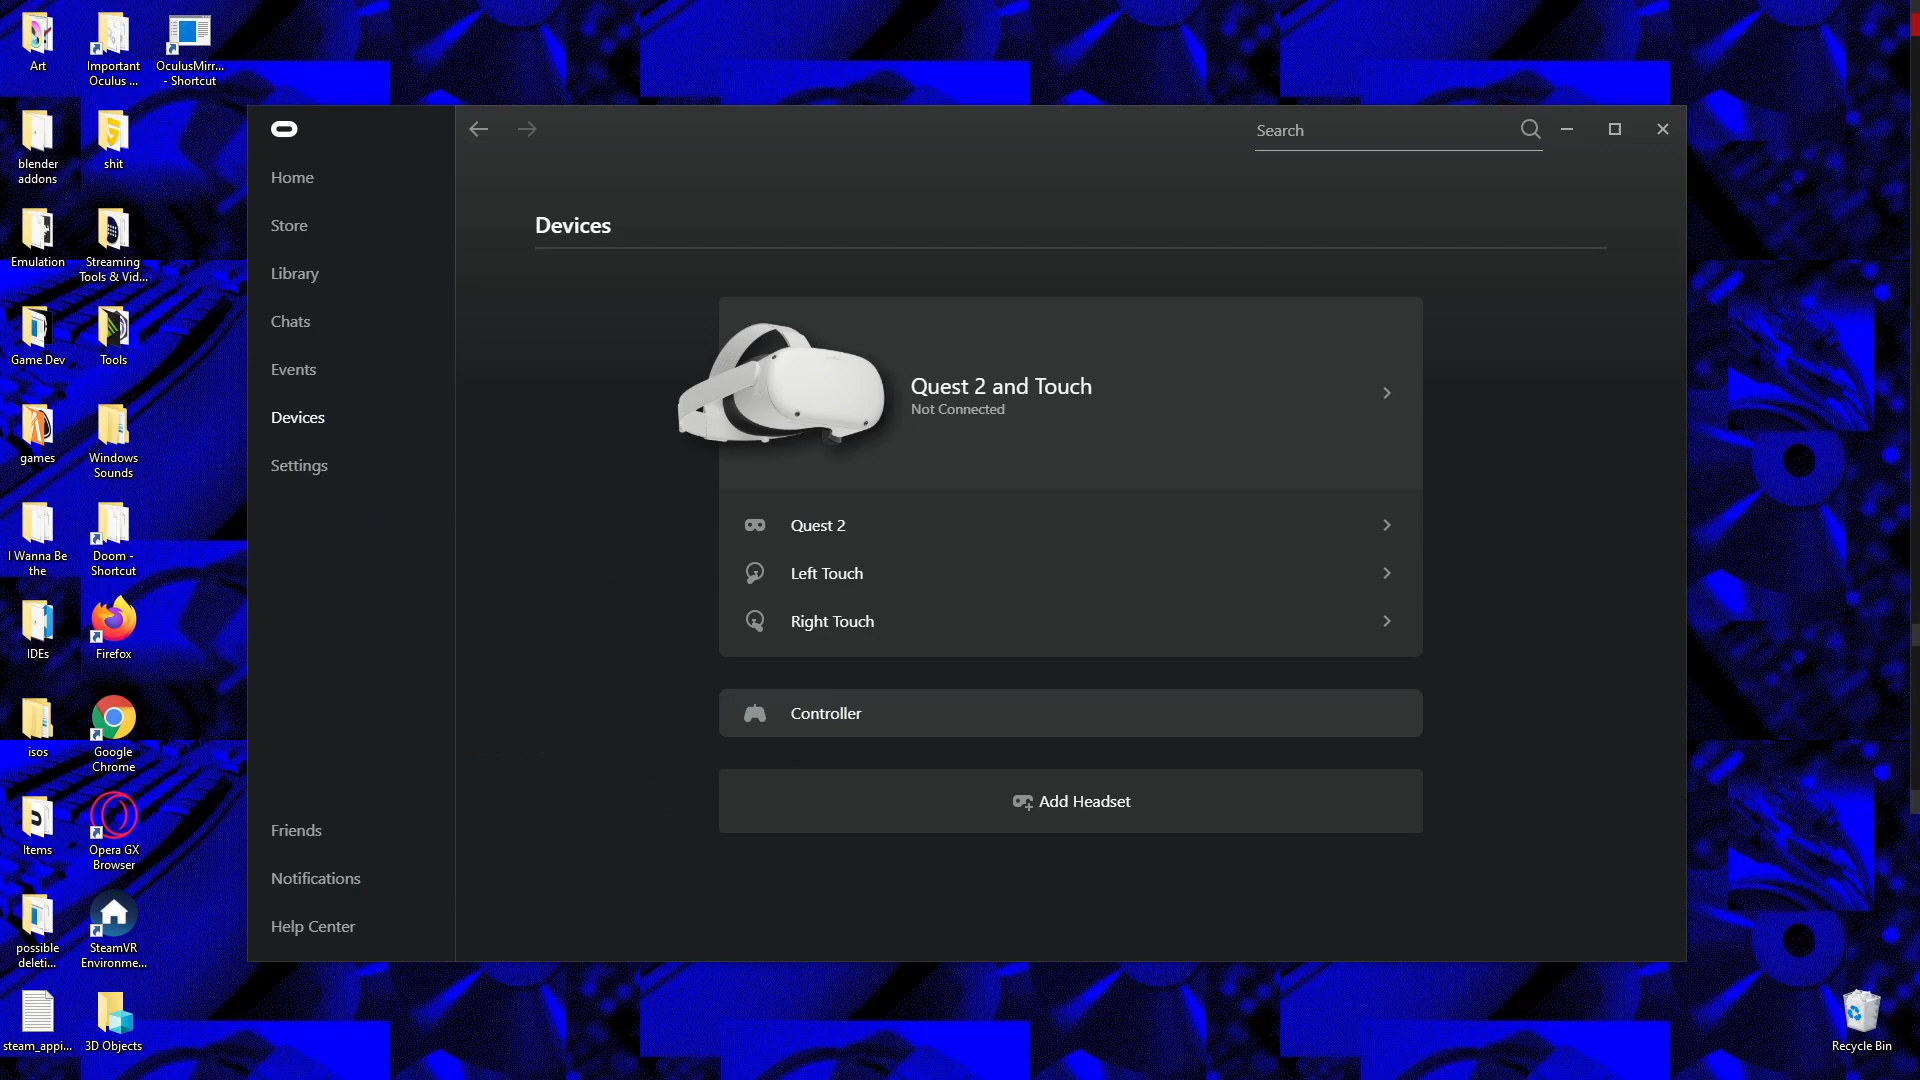 Art
Important
Oculus ...
OculusMirr...
- Shortcut
blender
addons
shit
Emulation
Streaming
Tools & Vid...
Game Dev
Tools
games
Windows
Sounds
I Wanna Be
the
Doom -
Shortcut
IDEs
Firefox
isos
Google
Chrome
Items
Opera GX
Browser
possible
deleti...
SteamVR
Environme...
steam_appi...
3D Objects
Home
Store
Library
Chats
Events
Devices
Settings
Friends
Notifications
Help Center
Search
Devices
Quest 2 and Touch
Not Connected
Quest 2
Left Touch
Right Touch
Controller
Add Headset
Recycle Bin